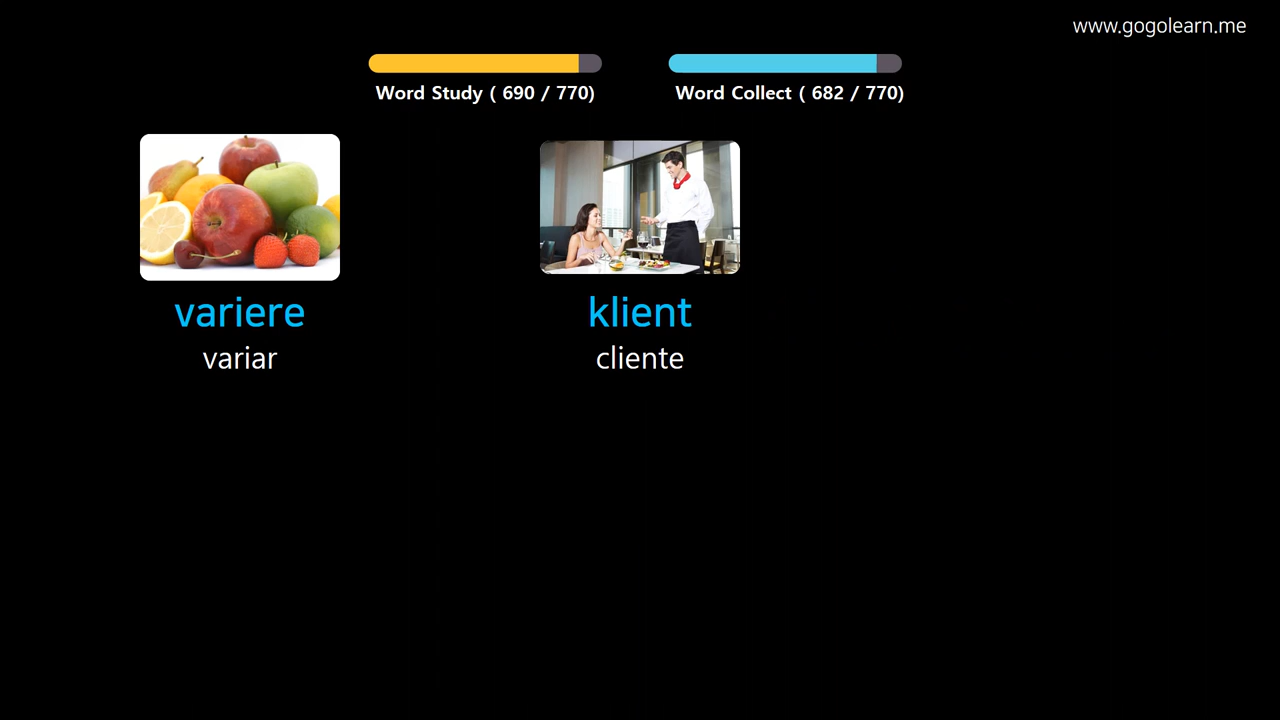 www.gogolearn.me
Word Study ( 690 / 770)
Word Collect ( 682 / 770)
variere
variar
klient
cliente